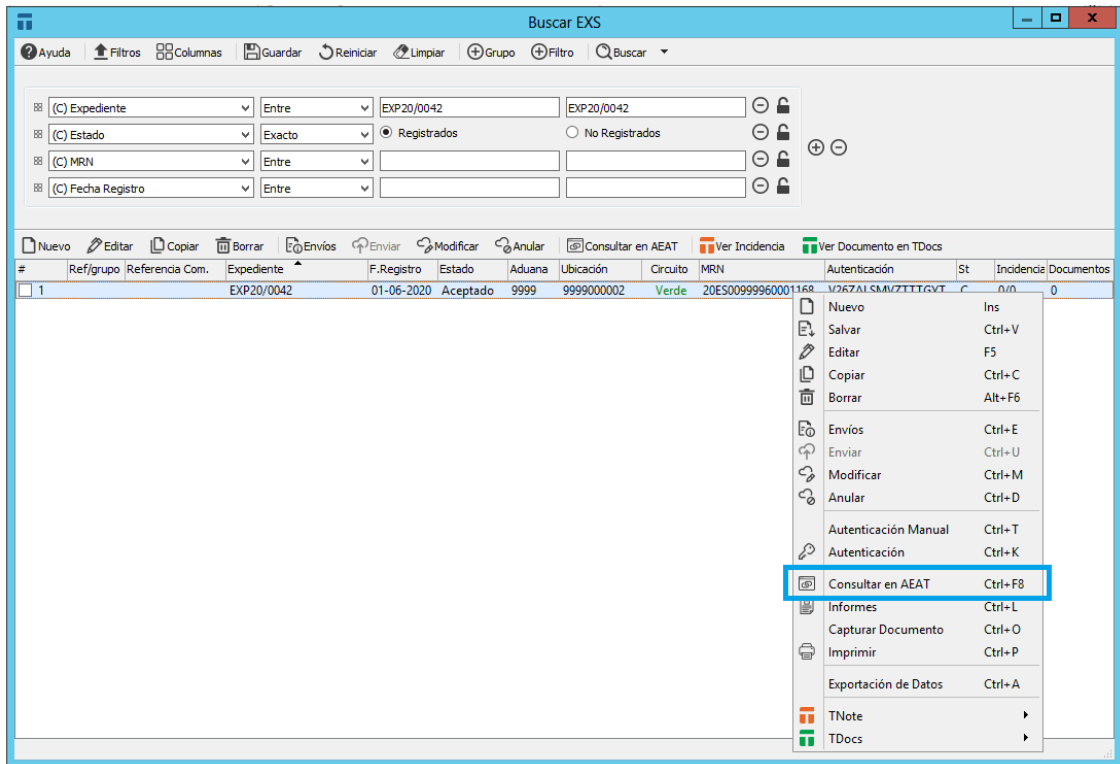 Buscar EXS
Ayuda Filtros Columnas Guardar Reiniciar Limpiar Grupo Filtro Buscar
(C) Expediente Entre EXP20/0042 EXP20/0042
(C) Estado Exacto Registrados No Registrados
(C) MRN Entre
(C) Fecha Registro Entre
Nuevo Editar Copiar Borrar Envíos Enviar Modificar Anular Consultar en AEAT Ver Incidencia Ver Documento en TDocs
# Ref/grupo Referencia Com. Expediente F.Registro Estado Aduana Ubicación Circuito MRN Autenticación St Incidencia Documentos
1 EXP20/0042 01-06-2020 Aceptado 9999 9999000002 Verde 20ES00999960001168 C 0/0 0
Nuevo Ins
Salvar Ctrl+V
Editar F5
Copiar Ctrl+C
Borrar Alt+F6
Envíos Ctrl+E
Enviar Ctrl+U
Modificar Ctrl+M
Anular Ctrl+D
Autenticación Manual Ctrl+T
Autenticación Ctrl+K
Consultar en AEAT Ctrl+F8
Informes Ctrl+L
Capturar Documento Ctrl+O
Imprimir Ctrl+P
Exportación de Datos Ctrl+A
TNote
TDocs